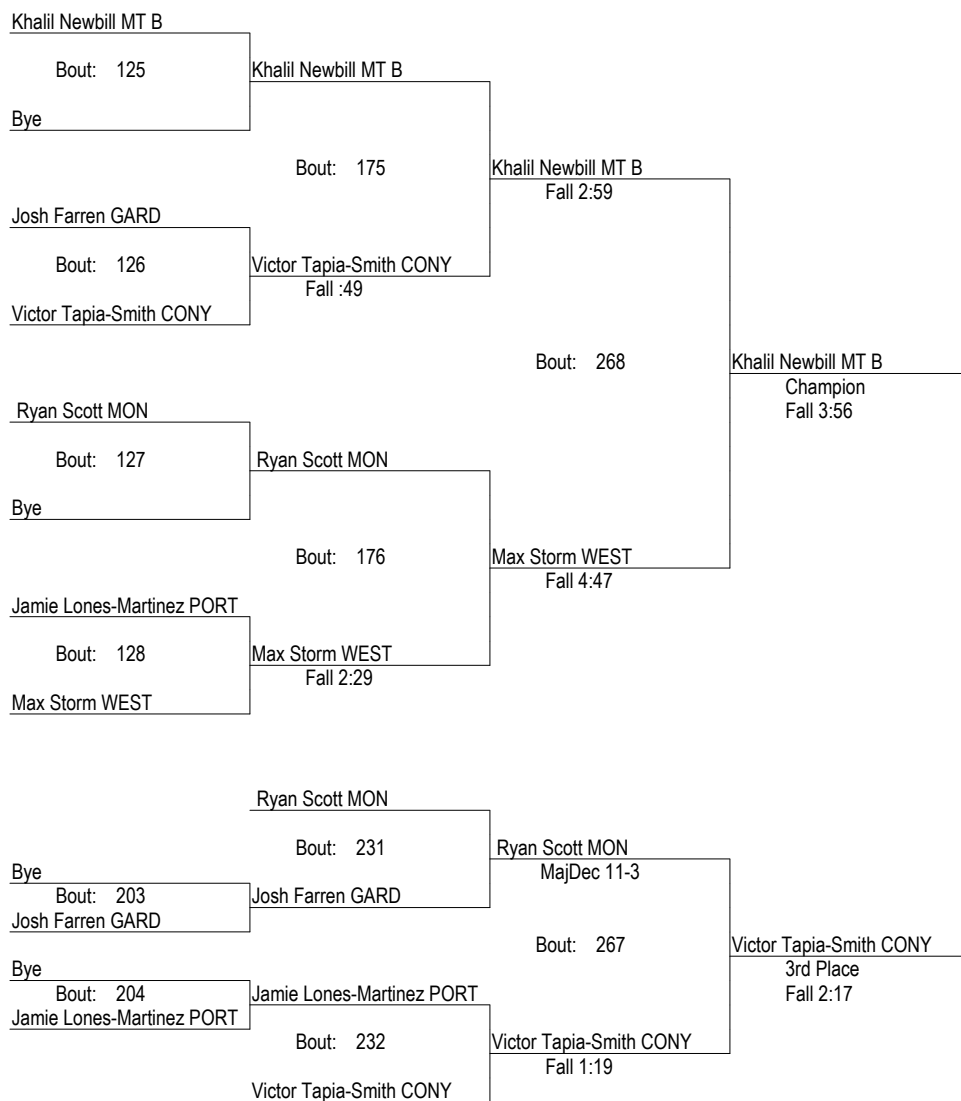 Khalil Newbill MT B
Bout: 125
Khalil Newbill MT B
Bye
Bout: 175
Khalil Newbill MT B
Fall 2:59
Josh Farren GARD
Bout: 126
Victor Tapia-Smith CONY
Fall :49
Victor Tapia-Smith CONY
Bout: 268
Khalil Newbill MT B
Champion
Fall 3:56
Ryan Scott MON
Bout: 127
Ryan Scott MON
Bye
Bout: 176
Max Storm WEST
Fall 4:47
Jamie Lones-Martinez PORT
Bout: 128
Max Storm WEST
Fall 2:29
Max Storm WEST
Ryan Scott MON
Bout: 231
Ryan Scott MON
MajDec 11-3
Bye
Bout: 203
Josh Farren GARD
Josh Farren GARD
Bout: 267
Victor Tapia-Smith CONY
3rd Place
Fall 2:17
Bye
Bout: 204
Jamie Lones-Martinez PORT
Jamie Lones-Martinez PORT
Bout: 232
Victor Tapia-Smith CONY
Fall 1:19
Victor Tapia-Smith CONY